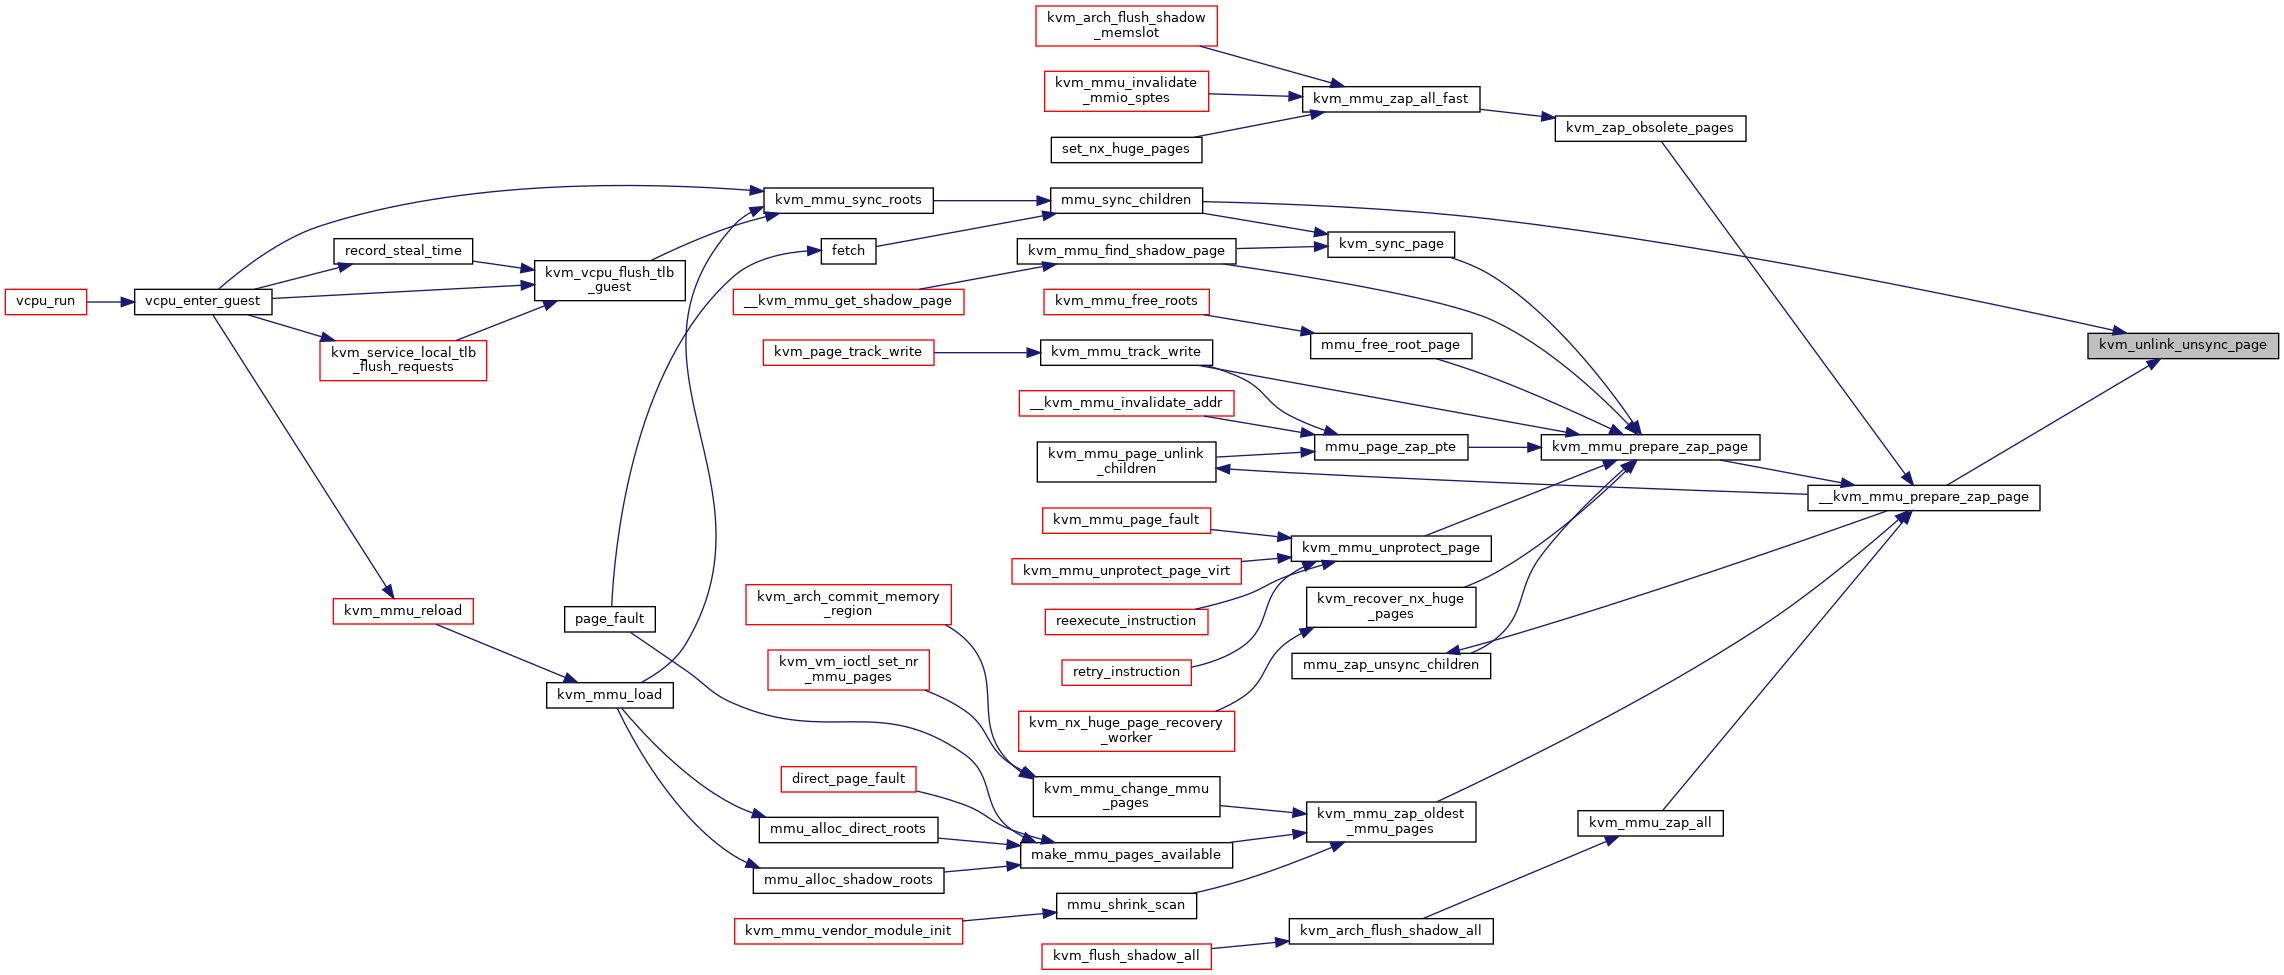 kvm_arch_flush_shadow
_memslot
kvm_mmu_invalidate
_mmio_sptes
kvm_mmu_zap_all_fast
kvm_zap_obsolete_pages
set_nx_huge_pages
kvm_mmu_sync_roots
mmu_sync_children
record_steal_time
fetch
kvm_mmu_find_shadow_page
kvm_sync_page
kvm_vcpu_flush_tlb
_guest
vcpu_run
vcpu_enter_guest
__kvm_mmu_get_shadow_page
kvm_mmu_free_roots
kvm_service_local_tlb
_flush_requests
kvm_page_track_write
kvm_mmu_track_write
mmu_free_root_page
kvm_unlink_unsync_page
__kvm_mmu_invalidate_addr
kvm_mmu_page_unlink
_children
mmu_page_zap_pte
kvm_mmu_prepare_zap_page
__kvm_mmu_prepare_zap_page
kvm_mmu_page_fault
kvm_mmu_unprotect_page
kvm_mmu_unprotect_page_virt
kvm_arch_commit_memory
_region
kvm_recover_nx_huge
_pages
kvm_mmu_reload
page_fault
reexecute_instruction
kvm_vm_ioctl_set_nr
_mmu_pages
retry_instruction
mmu_zap_unsync_children
kvm_mmu_load
kvm_nx_huge_page_recovery
_worker
direct_page_fault
kvm_mmu_change_mmu
_pages
kvm_mmu_zap_oldest
_mmu_pages
kvm_mmu_zap_all
mmu_alloc_direct_roots
make_mmu_pages_available
mmu_alloc_shadow_roots
mmu_shrink_scan
kvm_mmu_vendor_module_init
kvm_arch_flush_shadow_all
kvm_flush_shadow_all